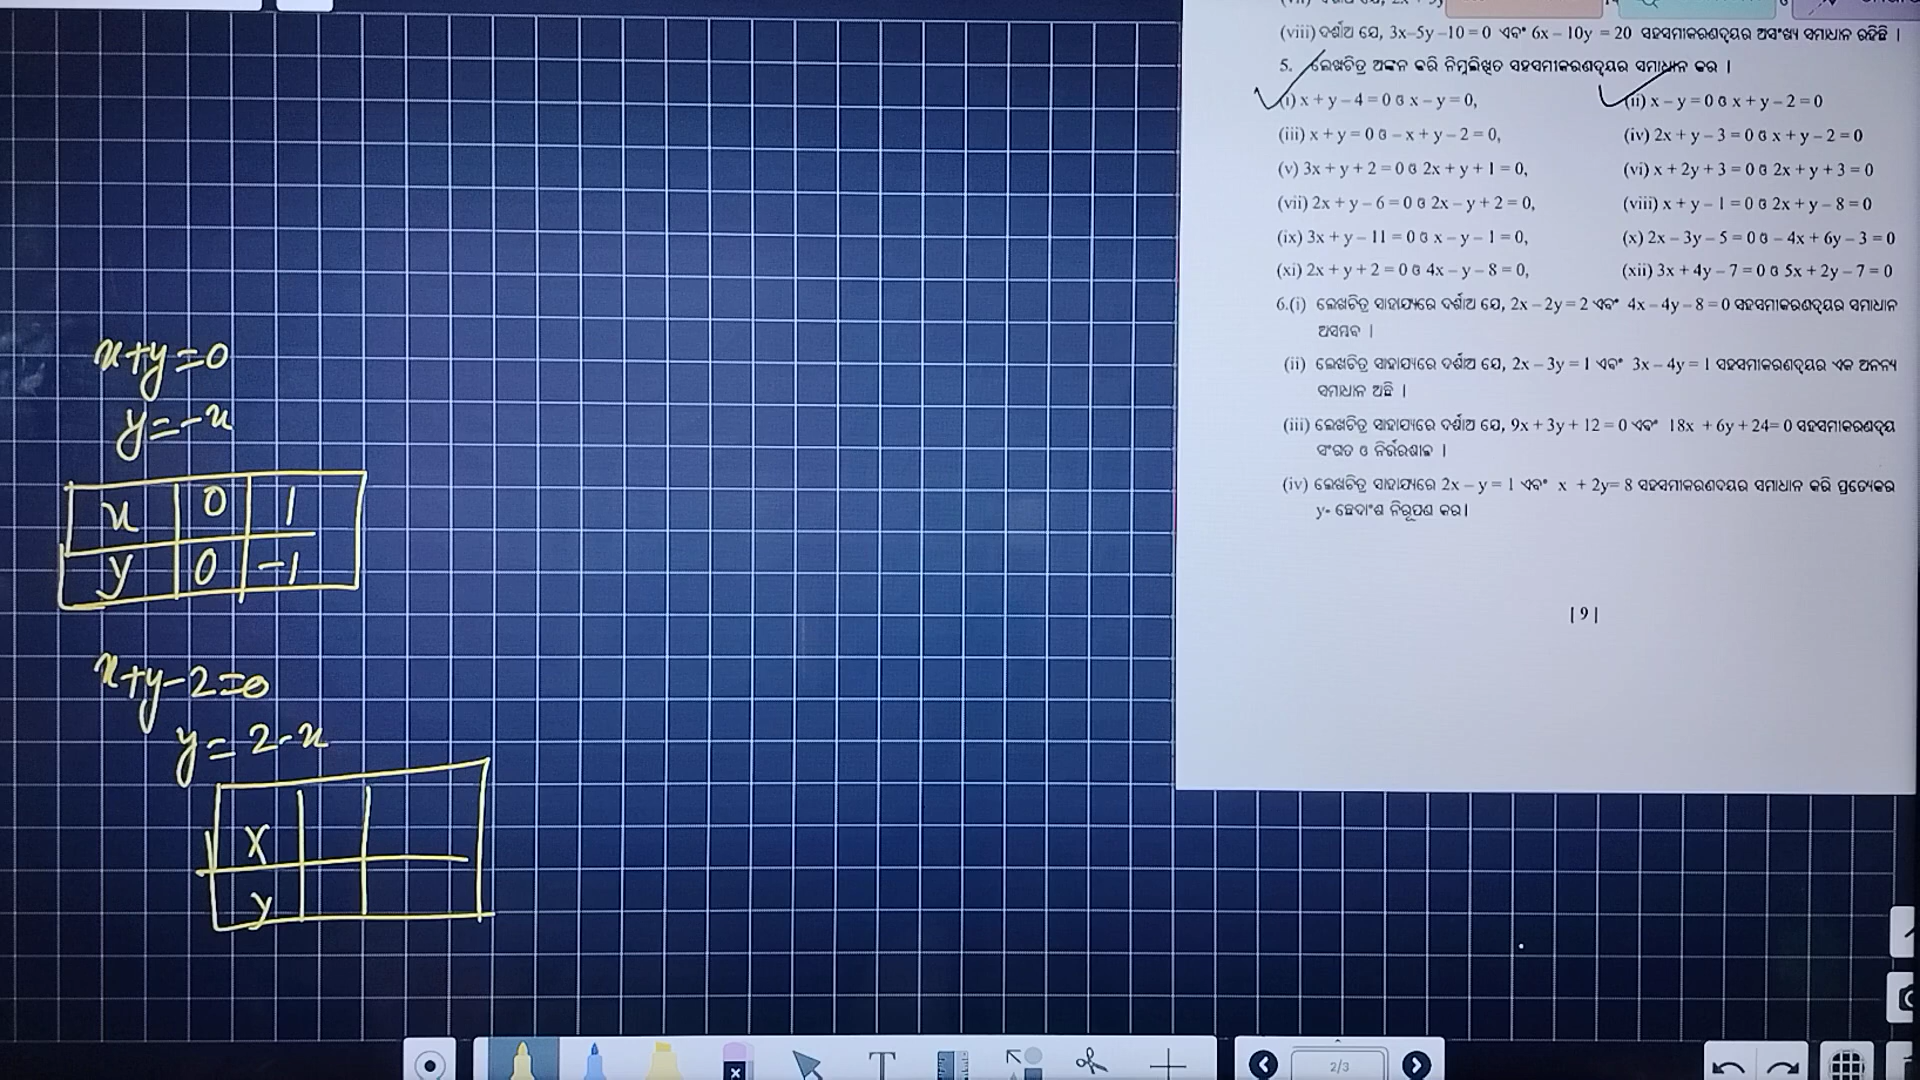 x+y=0
y=-x
x 0 1
y 0 -1
x+y-2=0
y=2-x
x
y
(viii) ଦର୍ଶାଅ ଯେ, 3x–5y –10 = 0 ଏବଂ 6x – 10y = 20 ସହସମୀକରଣଦ୍ୱୟର ଅସଂଖ୍ୟ ସମାଧାନ ରହିଛି ।
5. ଲେଖଚିତ୍ର ଅଙ୍କନ କରି ନିମ୍ନଲିଖିତ ସହସମୀକରଣଦ୍ୱୟର ସମାଧାନ କର ।
(i) x + y – 4 = 0 ଓ x – y = 0, (ii) x – y = 0 ଓ x + y – 2 = 0
(iii) x + y = 0 ଓ – x + y – 2 = 0, (iv) 2x + y – 3 = 0 ଓ x + y – 2 = 0
(v) 3x + y + 2 = 0 ଓ 2x + y + 1 = 0, (vi) x + 2y + 3 = 0 ଓ 2x + y + 3 = 0
(vii) 2x + y – 6 = 0 ଓ 2x – y + 2 = 0, (viii) x + y – 1 = 0 ଓ 2x + y – 8 = 0
(ix) 3x + y – 11 = 0 ଓ x – y – 1 = 0, (x) 2x – 3y – 5 = 0 ଓ – 4x + 6y – 3 = 0
(xi) 2x + y + 2 = 0 ଓ 4x – y – 8 = 0, (xii) 3x + 4y – 7 = 0 ଓ 5x + 2y – 7 = 0
6.(i) ଲେଖଚିତ୍ର ସାହାଯ୍ୟରେ ଦର୍ଶାଅ ଯେ, 2x – 2y = 2 ଏବଂ 4x – 4y – 8 = 0 ସହସମୀକରଣଦ୍ୱୟର ସମାଧାନ
ଅସମ୍ଭବ ।
(ii) ଲେଖଚିତ୍ର ସାହାଯ୍ୟରେ ଦର୍ଶାଅ ଯେ, 2x – 3y = 1 ଏବଂ 3x – 4y = 1 ସହସମୀକରଣଦ୍ୱୟର ଏକ ଅନନ୍ୟ
ସମାଧାନ ଅଛି ।
(iii) ଲେଖଚିତ୍ର ସାହାଯ୍ୟରେ ଦର୍ଶାଅ ଯେ, 9x + 3y + 12 = 0 ଏବଂ 18x + 6y + 24= 0 ସହସମୀକରଣଦ୍ୱୟ
ସଂଗତ ଓ ନିର୍ଭରଶୀଳ ।
(iv) ଲେଖଚିତ୍ର ସାହାଯ୍ୟରେ 2x – y = 1 ଏବଂ x + 2y= 8 ସହସମୀକରଣଦ୍ୱୟର ସମାଧାନ କରି ପ୍ରତ୍ୟେକର
y- ଛେଦାଂଶ ନିରୂପଣ କର।
[ 9 ]
T
2/3